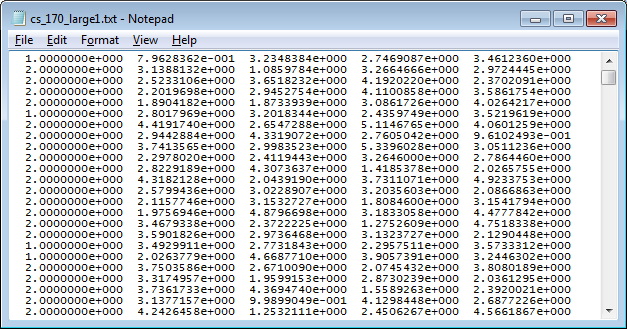 cs_170_large1.txt - Notepad
File Edit Format View Help
1.0000000e+000 7.9628362e-001 3.2348384e+000 2.7469087e+000 3.4612360e+000
2.0000000e+000 3.1388132e+000 1.0859784e+000 3.2664666e+000 2.9724445e+000
2.0000000e+000 2.5233106e+000 3.6518232e+000 4.1920220e+000 2.3702091e+000
2.0000000e+000 2.2019698e+000 2.9452754e+000 4.1100858e+000 3.5861754e+000
1.0000000e+000 1.8904182e+000 1.8733939e+000 3.0861726e+000 4.0264217e+000
1.0000000e+000 2.8017969e+000 3.2018344e+000 2.4359749e+000 3.5219619e+000
2.0000000e+000 4.4191740e+000 2.6547288e+000 5.1146765e+000 4.0601259e+000
2.0000000e+000 2.9442884e+000 4.3319072e+000 2.7605042e+000 9.6102493e-001
2.0000000e+000 3.7413565e+000 2.9983523e+000 5.3396028e+000 3.0511236e+000
2.0000000e+000 2.2978020e+000 2.4119443e+000 3.2646000e+000 2.7864460e+000
2.0000000e+000 2.8229189e+000 4.3073637e+000 1.4185378e+000 2.0265755e+000
2.0000000e+000 4.3182128e+000 2.0439190e+000 3.7311071e+000 4.9233753e+000
2.0000000e+000 2.5799436e+000 3.0228907e+000 3.2035603e+000 2.0866863e+000
2.0000000e+000 2.1157746e+000 3.1532727e+000 1.8084600e+000 3.1541794e+000
2.0000000e+000 1.9756946e+000 4.8796698e+000 3.1833058e+000 4.4777842e+000
2.0000000e+000 3.4679338e+000 2.3722225e+000 1.2752609e+000 4.7518338e+000
2.0000000e+000 3.5901826e+000 2.9736468e+000 3.3123727e+000 2.1290448e+000
1.0000000e+000 3.4929911e+000 2.7731843e+000 2.2957511e+000 3.5733312e+000
2.0000000e+000 2.0263779e+000 4.6687710e+000 3.9057391e+000 3.2446302e+000
2.0000000e+000 3.7503586e+000 2.6710090e+000 2.0745432e+000 3.8080189e+000
2.0000000e+000 3.3174957e+000 1.9599153e+000 2.8730239e+000 2.0361295e+000
2.0000000e+000 3.7361733e+000 4.3694740e+000 1.5589263e+000 2.3920021e+000
2.0000000e+000 3.1377157e+000 9.9899049e-001 4.1298448e+000 2.6877226e+000
2.0000000e+000 4.2426458e+000 1.2532111e+000 2.4506267e+000 4.5661867e+000